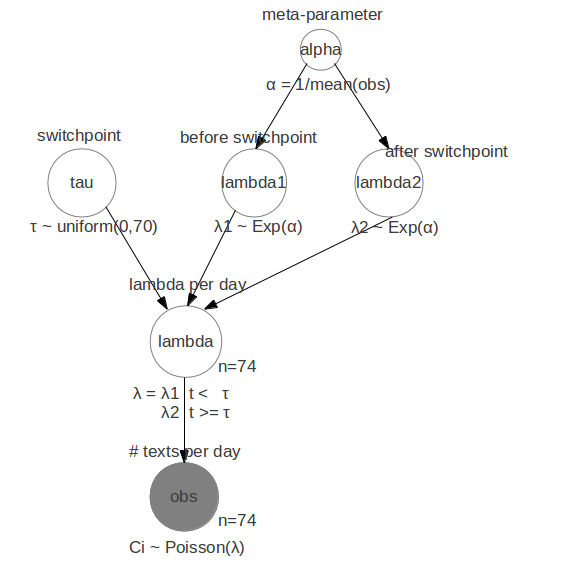 meta-parameter
alpha
α = 1/mean(obs)
switchpoint
before switchpoint
after switchpoint
tau
lambda1
lambda2
τ ~ uniform(0,70)
λ1 ~ Exp(α)
λ2 ~ Exp(α)
lambda per day
lambda
n=74
λ = λ1 t < τ
λ2 t >= τ
# texts per day
obs
n=74
Ci ~ Poisson(λ)